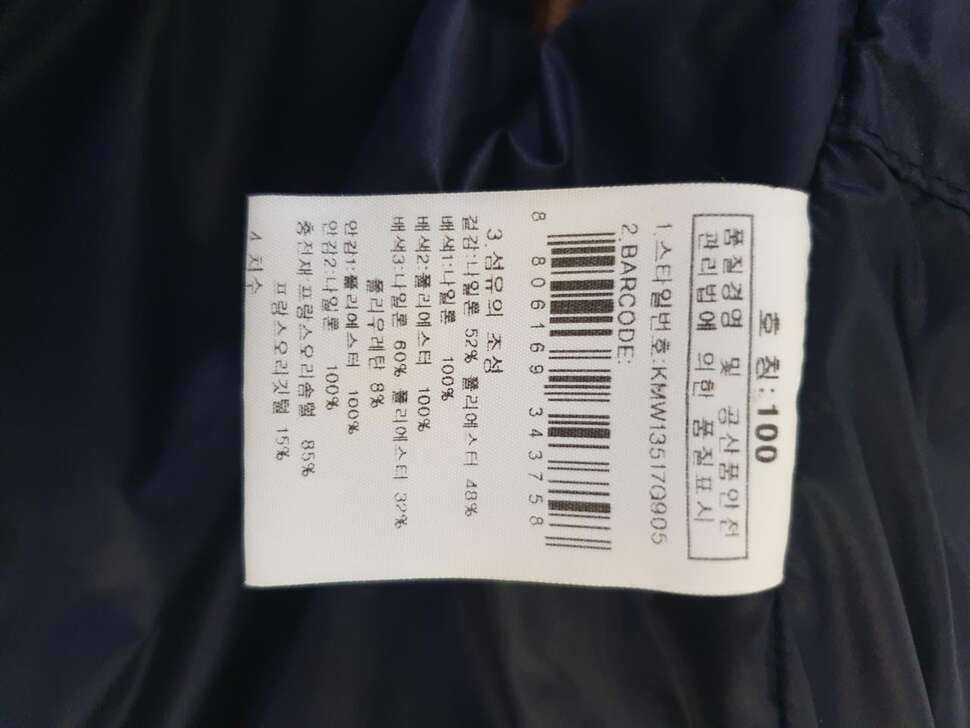 호 칭: 100
품질경영 및 공산품안전
관리법에 의한 품질표시
1.스타일번호:KMW13517G905
2.BARCODE:
8 806169 343758
3.섬유의 조성
겉감:나일론 52% 폴리에스터 48%
배색1:나일론 100%
배색2:폴리에스터 100%
배색3:나일론 60% 폴리에스터 32%
폴리우레탄 8%
안감1:폴리에스터 100%
안감2:나일론 100%
충전재:프랑스오리솜털 85%
프랑스오리깃털 15%
4.치수